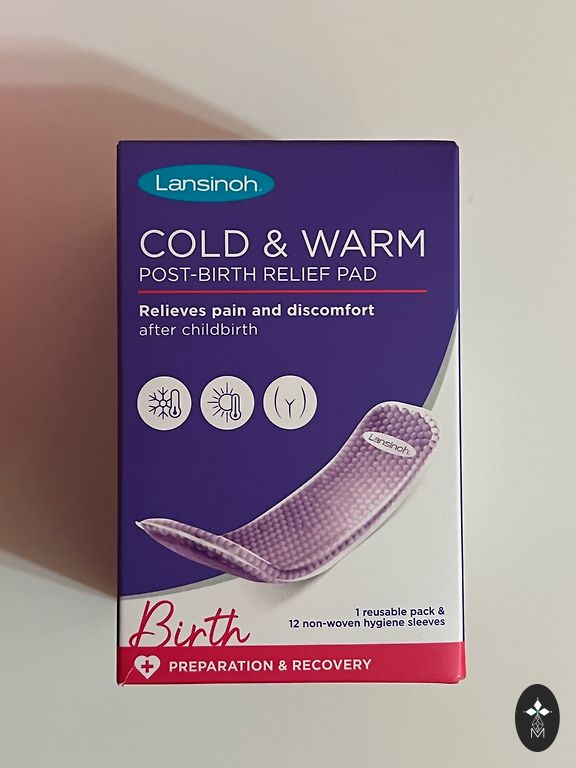 Lansinoh®
COLD & WARM
POST-BIRTH RELIEF PAD
Relieves pain and discomfort
after childbirth
Lansinoh
Birth
1 reusable pack &
12 non-woven hygiene sleeves
PREPARATION & RECOVERY
M